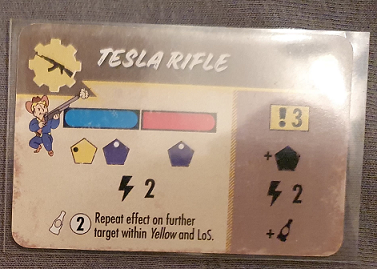 TESLA RIFLE
!3
2
2
2 Repeat effect on further
target within Yellow and LoS.
+
+